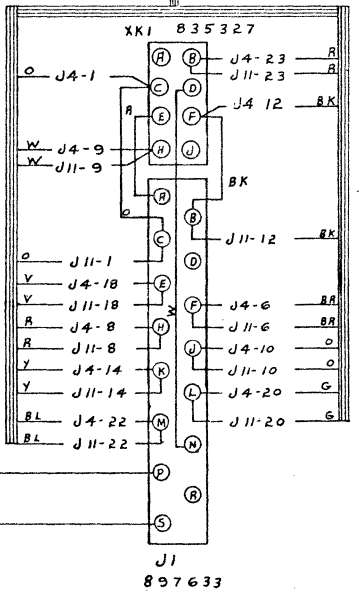 XK1 835327
A B J4-23 R
J11-23 R
O J4-1 C D
R E F J4 12 BK
W J4-9 H J
W J11-9
BK
A
O B
C J11-12 BK
O J11-1 D
V J4-18 E W
V J11-18 F J4-6 BR
R J4-8 H J11-6 BR
R J11-8 J J4-10 O
Y J4-14 K J11-10 O
Y J11-14 L J4-20 G
BL J4-22 M J11-20 G
BL J11-22 N
P
R
S
J1
897633